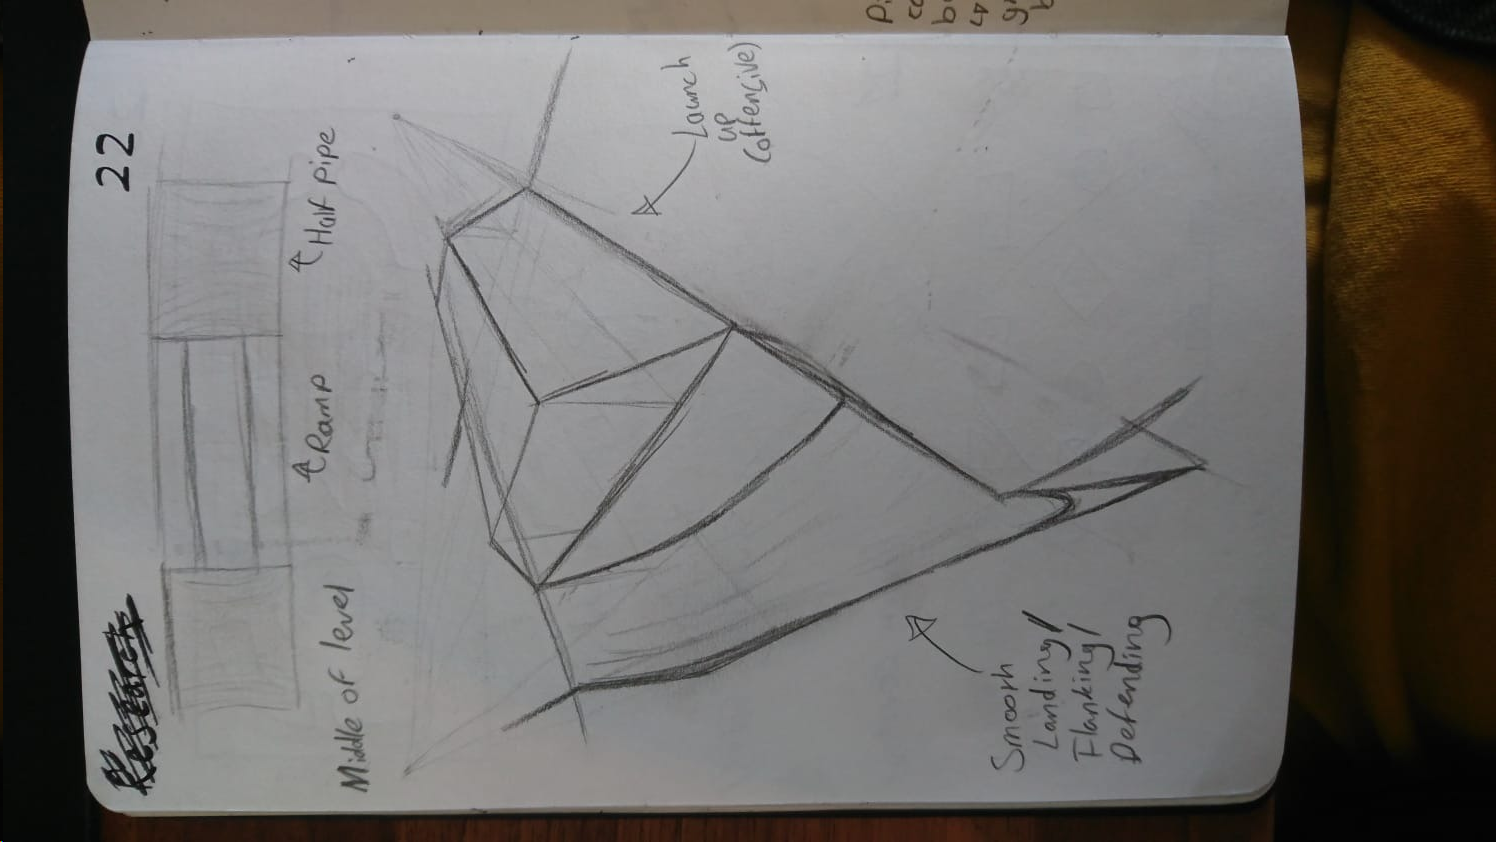 22
Half Pipe
Ramp
Middle of level
Launch
up
(offensive)
Smooth
Landing/
Flanking/
Defending